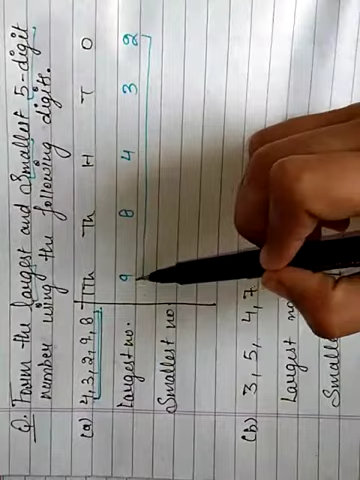 Q. Form the largest and smallest 5-digit
number using the following digits.
(a) 4,3,2,9,8 TTh Th H T O
Largest no. 9 8 4 3 2
Smallest no.
(b) 3, 5, 4, 7
Largest no
Smalle